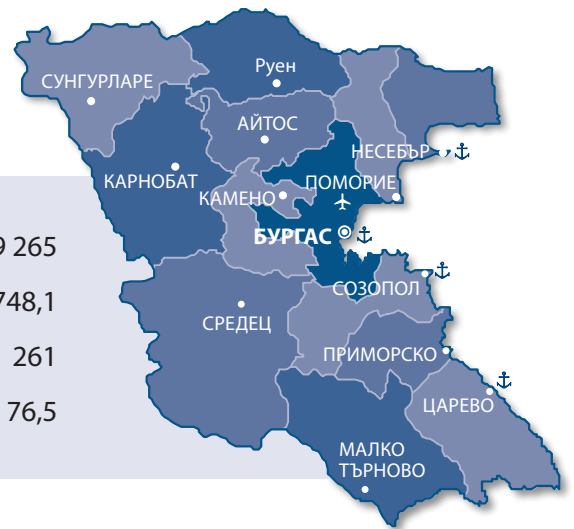 Руен
СУНГУРЛАРЕ
АЙТОС
НЕСЕБЪР
КАРНОБАТ
ПОМОРИЕ
КАМЕНО
БУРГАС
9 265
СОЗОПОЛ
748,1
СРЕДЕЦ
ПРИМОРСКО
261
ЦАРЕВО
76,5
МАЛКО
ТЪРНОВО